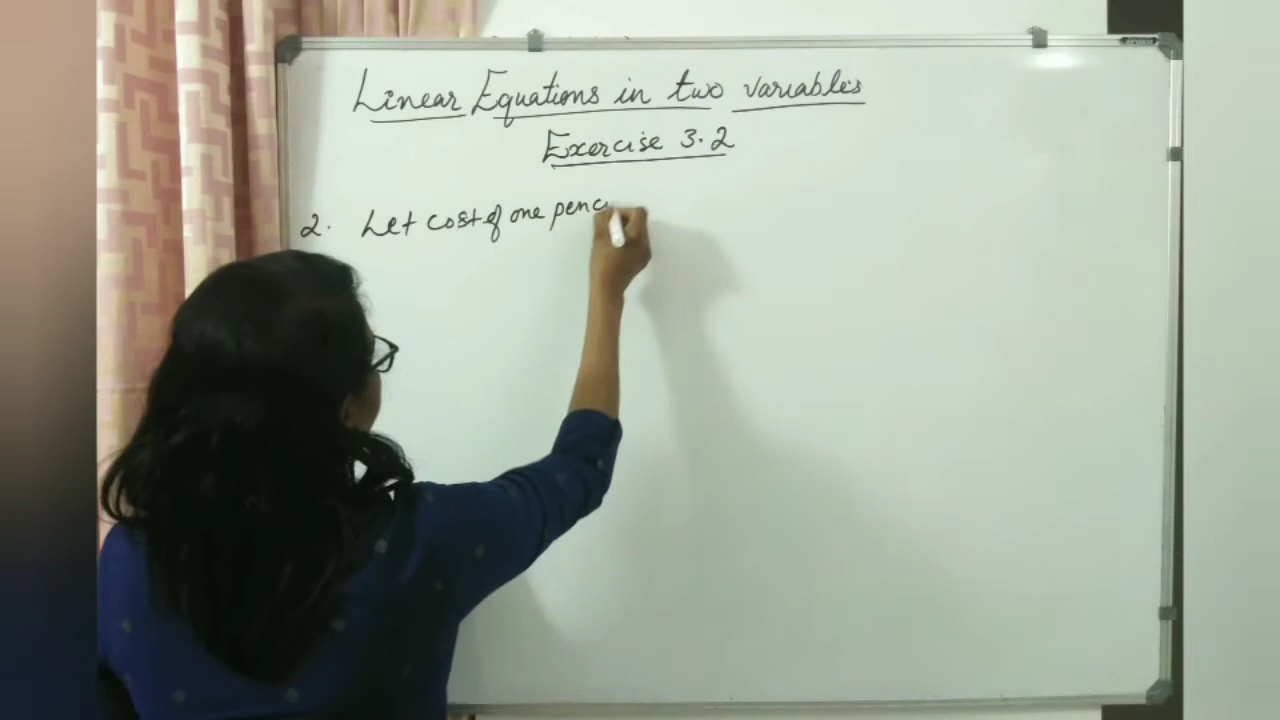 Linear Equations in two variables
Exercise 3.2
2. Let cost of one penc